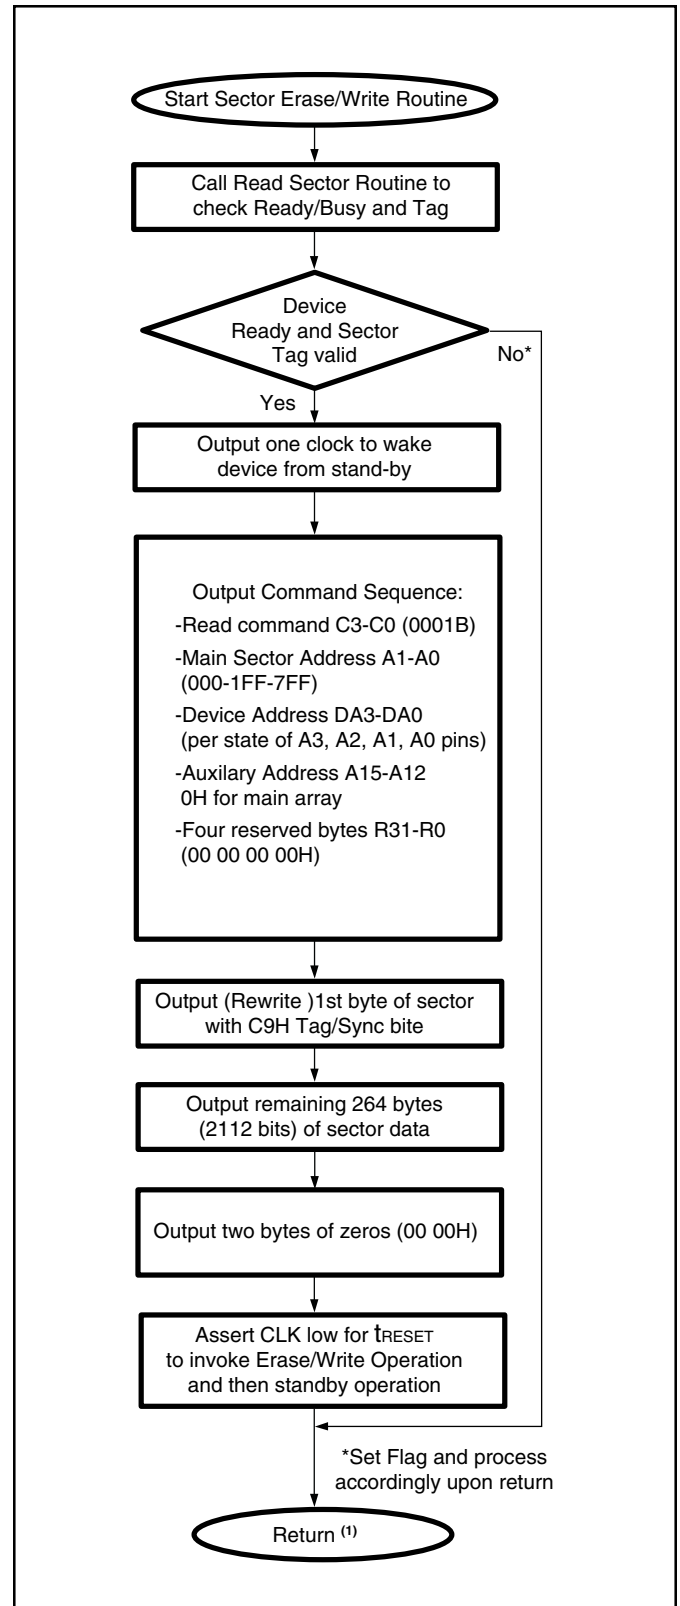 Start Sector Erase/Write Routine
Call Read Sector Routine to
check Ready/Busy and Tag
Device
Ready and Sector
Tag valid
No*
Yes
Output one clock to wake
device from stand-by
Output Command Sequence:
-Read command C3-C0 (0001B)
-Main Sector Address A1-A0
(000-1FF-7FF)
-Device Address DA3-DA0
(per state of A3, A2, A1, A0 pins)
-Auxilary Address A15-A12
0H for main array
-Four reserved bytes R31-R0
(00 00 00 00H)
Output (Rewrite )1st byte of sector
with C9H Tag/Sync bite
Output remaining 264 bytes
(2112 bits) of sector data
Output two bytes of zeros (00 00H)
Assert CLK low for tRESET
to invoke Erase/Write Operation
and then standby operation
*Set Flag and process
accordingly upon return
Return (1)